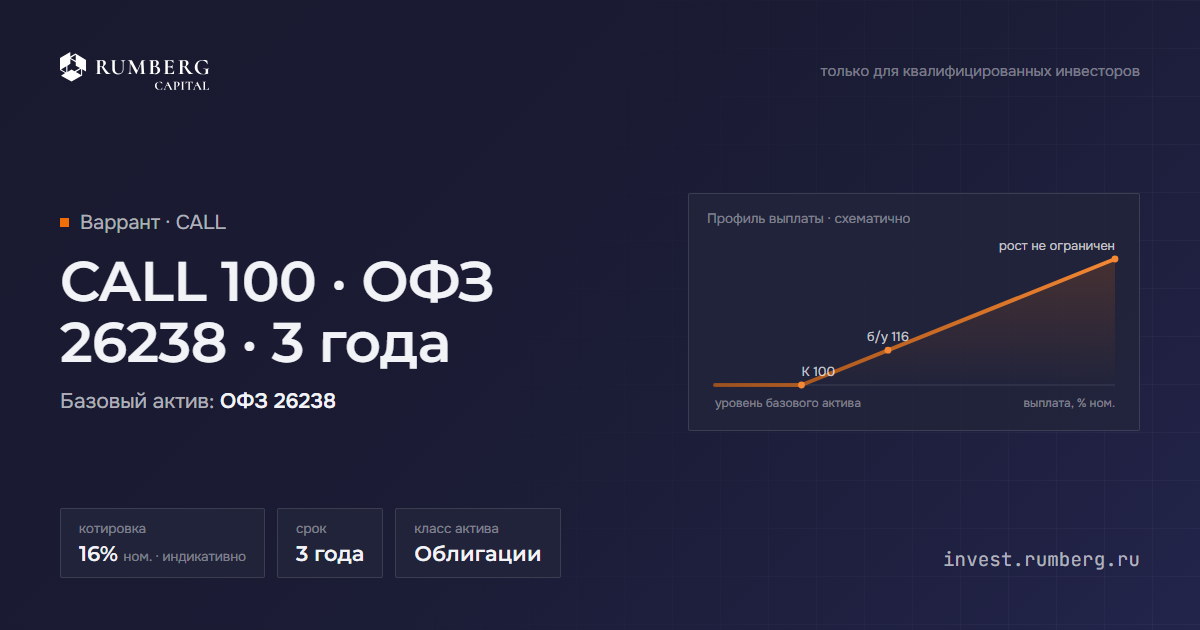 RUMBERG
CAPITAL
только для квалифицированных инвесторов
Варрант · CALL
CALL 100 · ОФЗ
26238 · 3 года
Базовый актив: ОФЗ 26238
Профиль выплаты · схематично
рост не ограничен
б/у 116
К 100
уровень базового актива
выплата, % ном.
котировка
16% ном. · индикативно
срок
3 года
класс актива
Облигации
invest.rumberg.ru